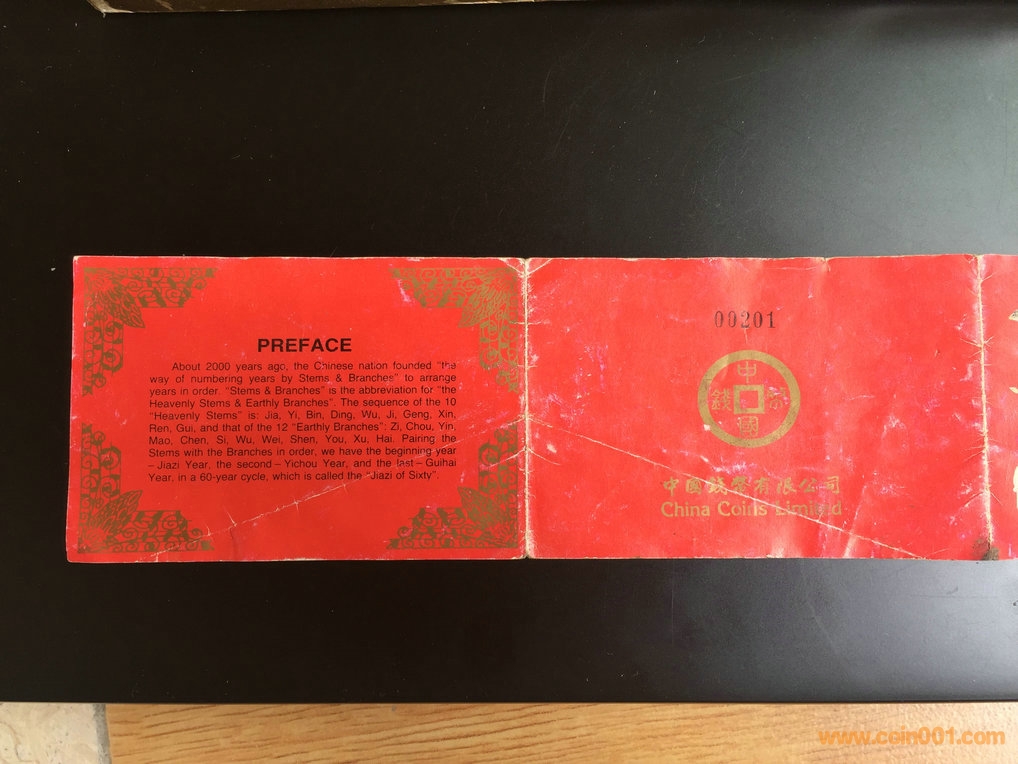 PREFACE
About 2000 years ago, the Chinese nation founded "the
way of numbering years by Stems & Branches" to arrange
years in order. "Stems & Branches" is the abbreviation for "the
Heavenly Stems & Earthly Branches". The sequence of the 10
"Heavenly Stems" is: Jia, Yi, Bin, Ding, Wu, Ji, Geng, Xin,
Ren, Gui, and that of the 12 "Earthly Branches": Zi, Chou, Yin,
Mao, Chen, Si, Wu, Wei, Shen, You, Xu, Hai. Pairing the
Stems with the Branches in order, we have the beginning year
– Jiazi Year, the second – Yichou Year, and the last – Guihai
Year, in a 60-year cycle, which is called the "Jiazi of Sixty".
00201
中
錢
國
中國錢幣有限公司
China Coins Limited
www.coin001.com